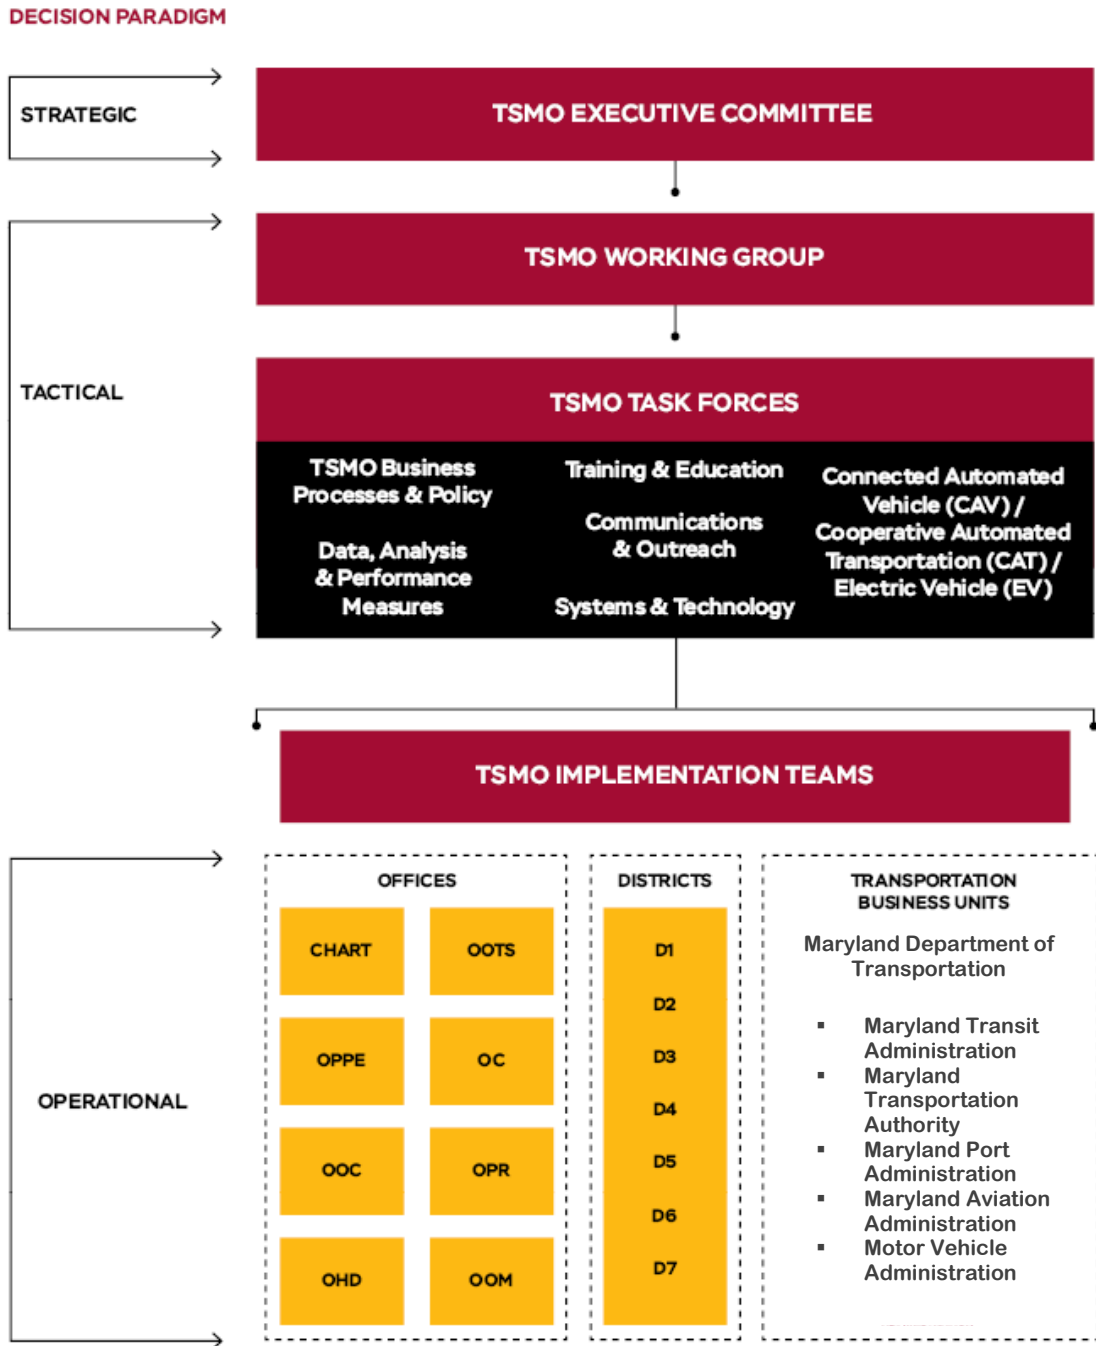 DECISION PARADIGM
STRATEGIC
TSMO EXECUTIVE COMMITTEE
TSMO WORKING GROUP
TACTICAL
TSMO TASK FORCES
TSMO Business
Processes & Policy
Data, Analysis
& Performance
Measures
Training & Education
Communications
& Outreach
Systems & Technology
Connected Automated
Vehicle (CAV) /
Cooperative Automated
Transportation (CAT) /
Electric Vehicle (EV)
TSMO IMPLEMENTATION TEAMS
OPERATIONAL
OFFICES
CHART
OOTS
OPPE
OC
OOC
OPR
OHD
OOM
DISTRICTS
D1
D2
D3
D4
D5
D6
D7
TRANSPORTATION
BUSINESS UNITS
Maryland Department of
Transportation
▪ Maryland Transit
Administration
▪ Maryland
Transportation
Authority
▪ Maryland Port
Administration
▪ Maryland Aviation
Administration
▪ Motor Vehicle
Administration